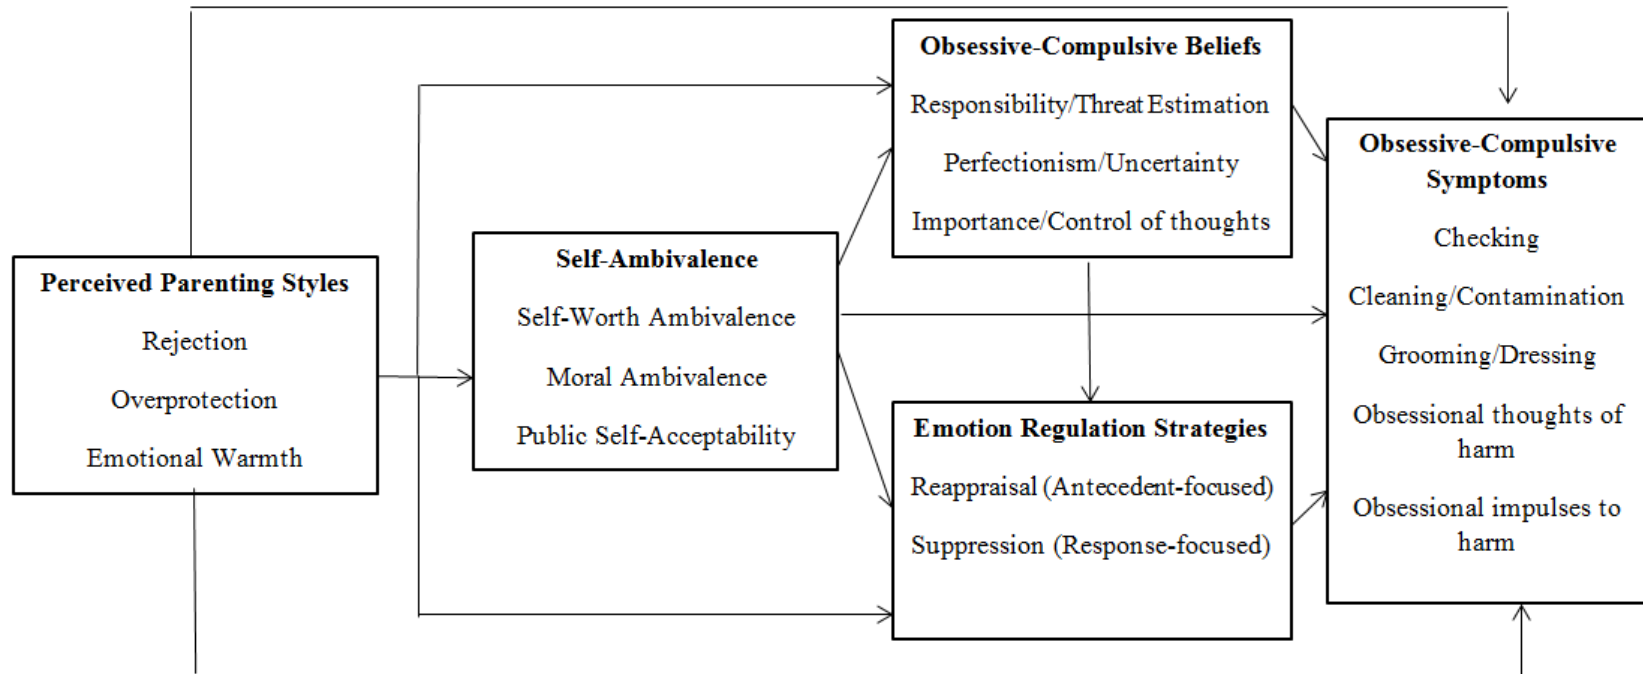 Perceived Parenting Styles
Rejection
Overprotection
Emotional Warmth
Self-Ambivalence
Self-Worth Ambivalence
Moral Ambivalence
Public Self-Acceptability
Obsessive-Compulsive Beliefs
Responsibility/Threat Estimation
Perfectionism/Uncertainty
Importance/Control of thoughts
Emotion Regulation Strategies
Reappraisal (Antecedent-focused)
Suppression (Response-focused)
Obsessive-Compulsive
Symptoms
Checking
Cleaning/Contamination
Grooming/Dressing
Obsessional thoughts of
harm
Obsessional impulses to
harm